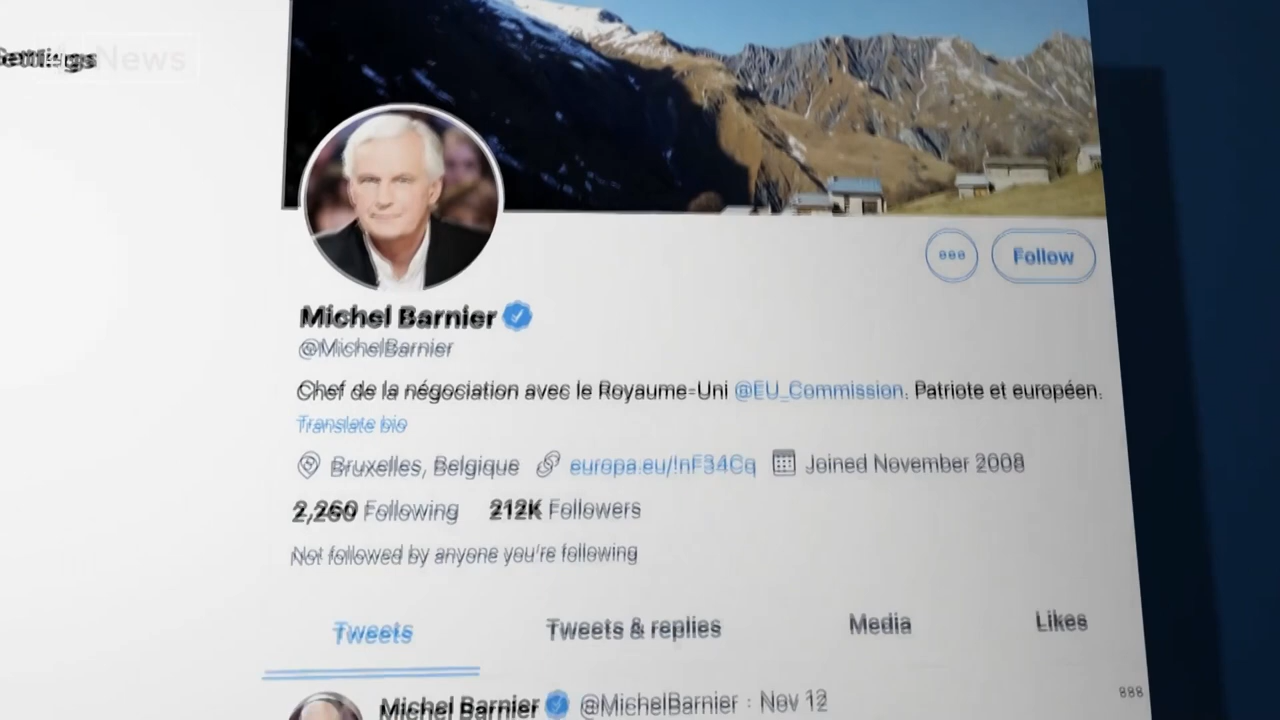 Settings
News
Follow
Michel Barnier
@MichelBarnier
Chef de la négociation avec le Royaume-Uni @EU_Commission. Patriote et européen.
Translate bio
Bruxelles, Belgique europa.eu/!nF34Cq Joined November 2008
2,260 Following 212K Followers
Not followed by anyone you're following
Tweets Tweets & replies Media Likes
Michel Barnier @MichelBarnier · Nov 12